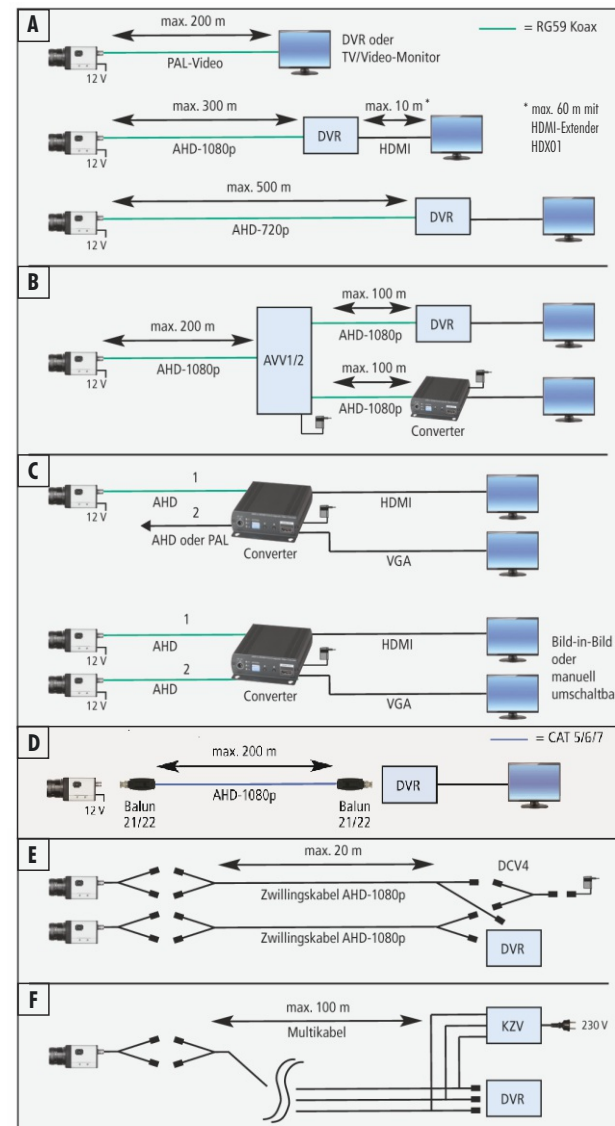 A
max. 200 m
= RG59 Koax
DVR oder
TV/Video-Monitor
12 V
PAL-Video
max. 300 m
max. 10 m *
* max. 60 m mit
HDMI-Extender
HDX01
DVR
12 V
AHD-1080p
HDMI
max. 500 m
DVR
12 V
AHD-720p
B
max. 100 m
max. 200 m
DVR
AHD-1080p
AVV1/2
12 V
AHD-1080p
max. 100 m
AHD-1080p
Converter
C
1
12 V
AHD
HDMI
2
AHD oder PAL
Converter
VGA
1
12 V
AHD
HDMI
Bild-in-Bild
oder
manuell
umschaltba
2
12 V
AHD
Converter
VGA
D
= CAT 5/6/7
max. 200 m
DVR
12 V
AHD-1080p
Balun
21/22
Balun
21/22
E
max. 20 m
DCV4
Zwillingskabel AHD-1080p
Zwillingskabel AHD-1080p
DVR
F
max. 100 m
Multikabel
KZV
230 V
DVR